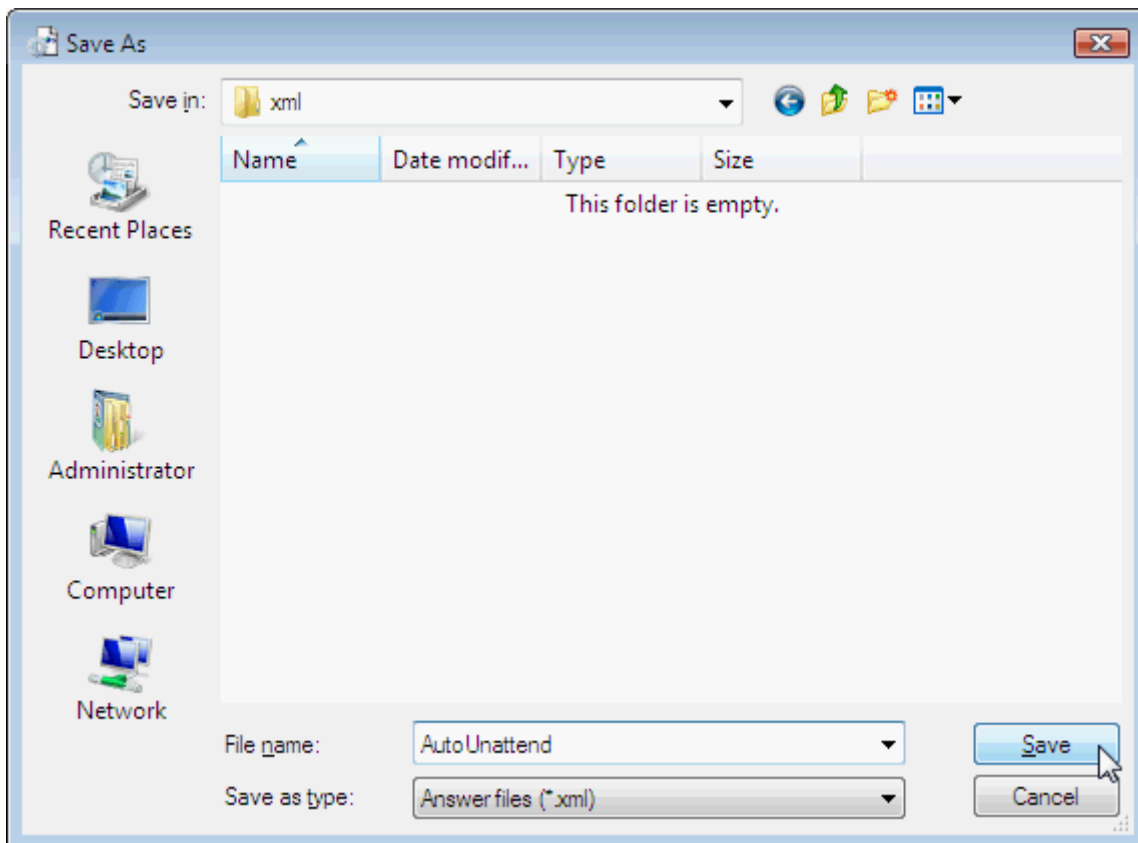 Save As
Save in:
xml
Name Date modif... Type Size
This folder is empty.
Recent Places
Desktop
Administrator
Computer
Network
File name: AutoUnattend Save
Save as type: Answer files (*.xml) Cancel